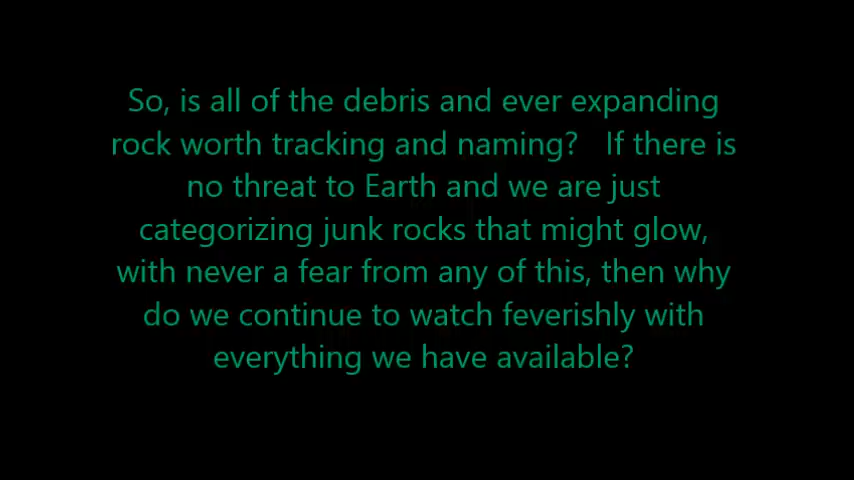 So, is all of the debris and ever expanding
rock worth tracking and naming?   If there is
no threat to Earth and we are just
categorizing junk rocks that might glow,
with never a fear from any of this, then why
do we continue to watch feverishly with
everything we have available?